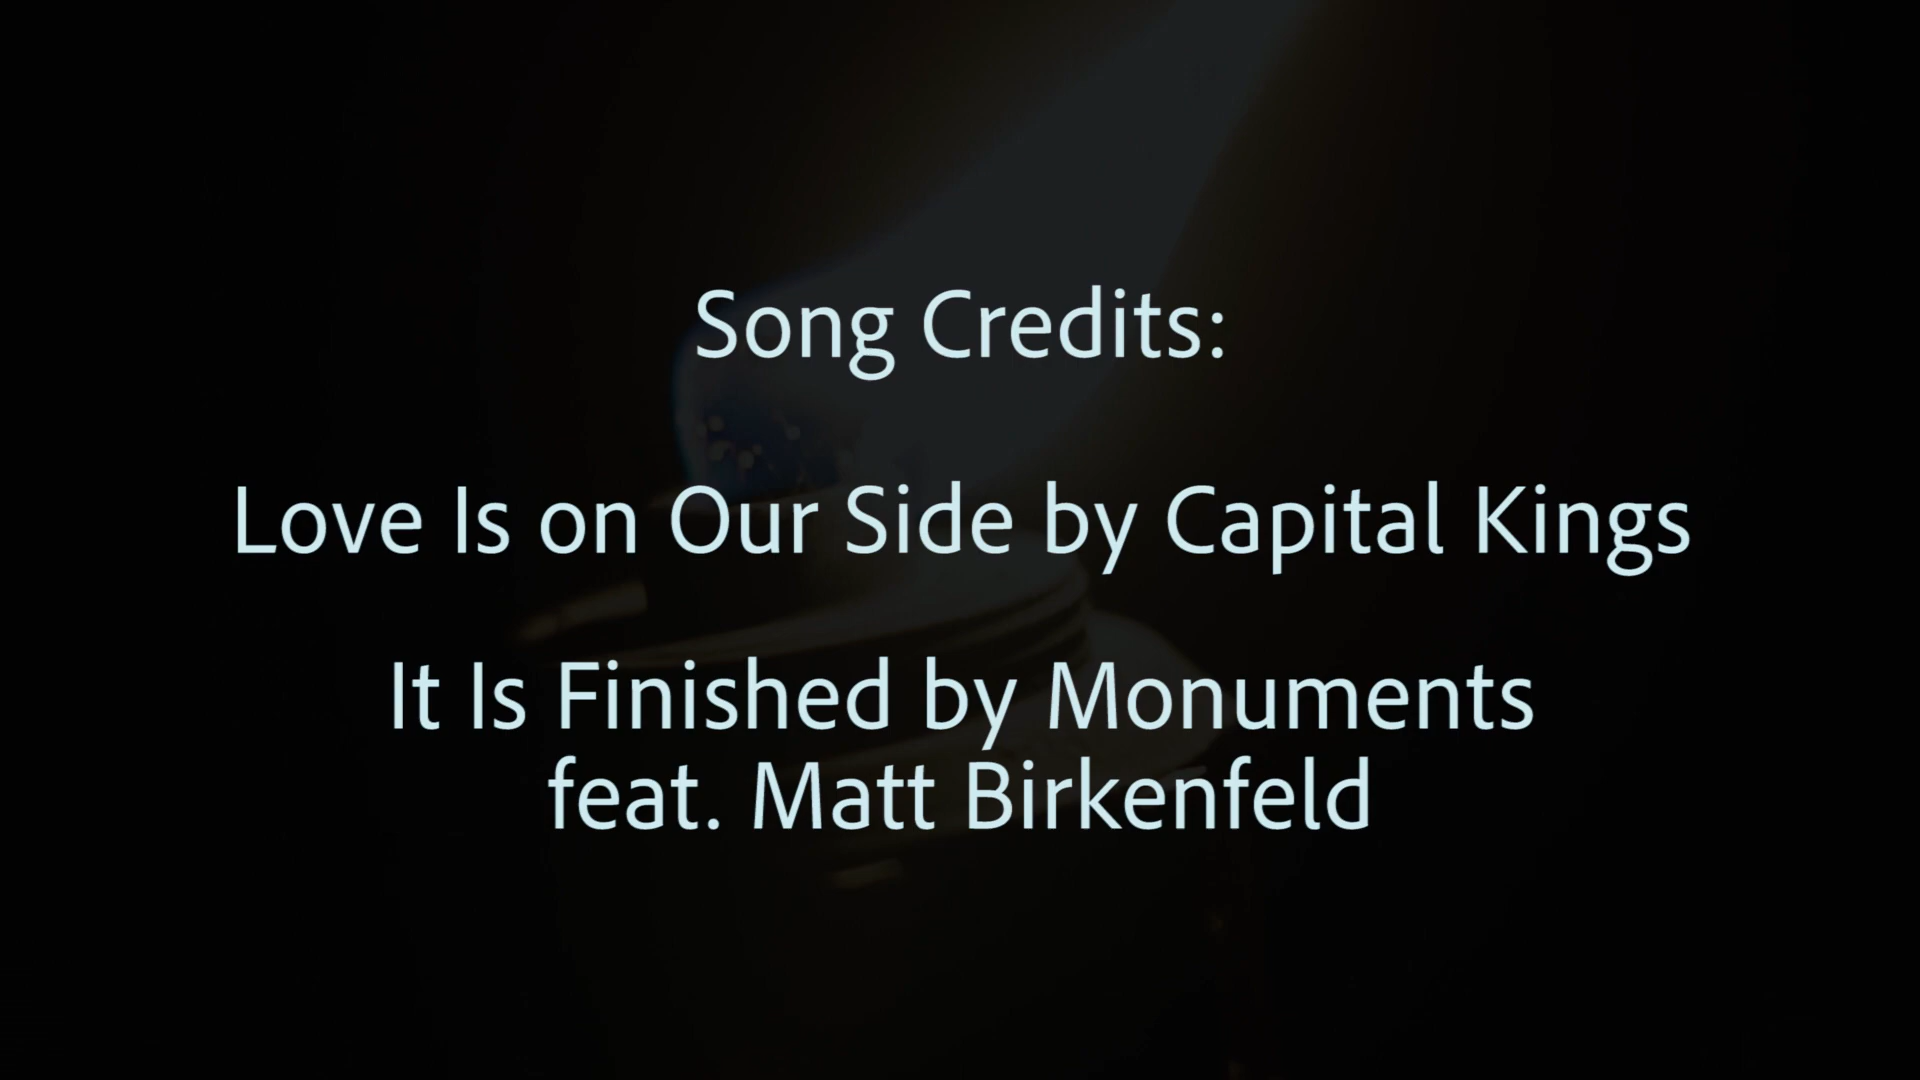 Song Credits:
Love Is on Our Side by Capital Kings
It Is Finished by Monuments
feat. Matt Birkenfeld